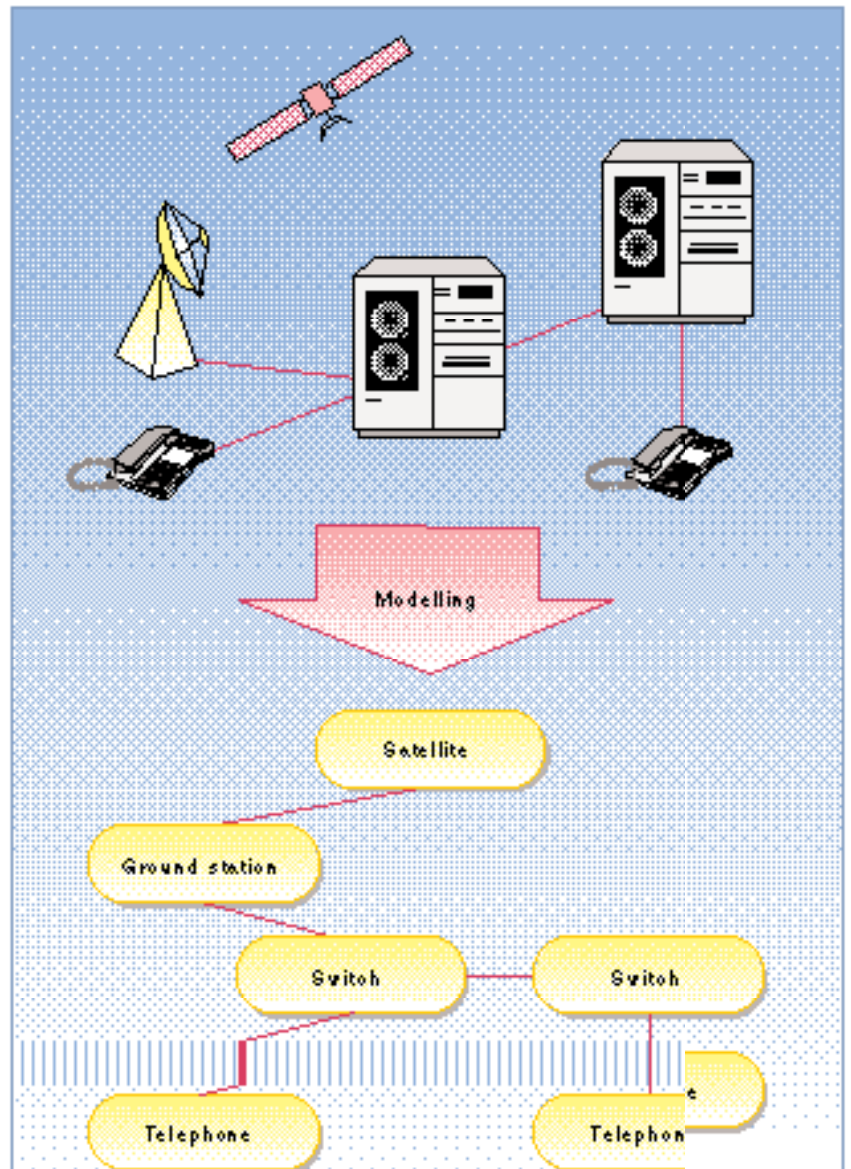 Modelling
Satellite
Ground station
Switch
Switch
e
Telephone
Telephon